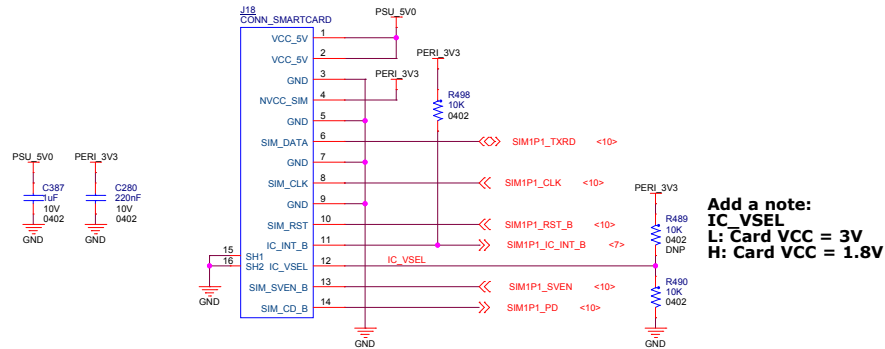 J18
CONN_SMARTCARD
PSU_5V0
VCC_5V 1
VCC_5V 2
PERI_3V3
GND 3
PERI_3V3
NVCC_SIM 4
R498
10K
0402
GND 5
SIM_DATA 6 SIM1P1_TXRD <10>
GND 7
PSU_5V0 PERI_3V3
SIM_CLK 8 SIM1P1_CLK <10>
C387
1uF
10V
0402
GND
C280
220nF
10V
0402
GND
GND 9
PERI_3V3
SIM_RST 10 SIM1P1_RST_B <10>
R489
10K
0402
DNP
IC_INT_B 11 SIM1P1_IC_INT_B <7>
15 SH1
16 SH2 IC_VSEL 12 IC_VSEL
SIM_SVEN_B 13 SIM1P1_SVEN <10>
R490
10K
0402
GND
SIM_CD_B 14 SIM1P1_PD <10>
GND
GND
Add a note:
IC_VSEL
L: Card VCC = 3V
H: Card VCC = 1.8V